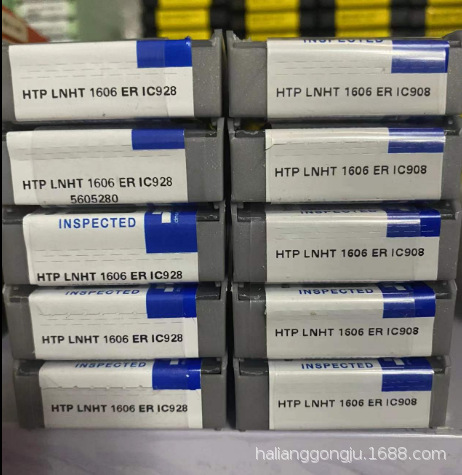 HTP LNHT 1606 ER IC928
HTP LNHT 1606 ER IC928
5605280
INSPECTED
HTP LNHT 1606 ER IC928
INSPECTED
HTP LNHT 1606 ER IC928
INSPECTED
HTP LNHT 1606 ER IC928
INSPECTED
HTP LNHT 1606 ER IC908
HTP LNHT 1606 ER IC908
HTP LNHT 1606 ER IC908
INSPECTED
HTP LNHT 1606 ER IC908
INSPECTED
HTP LNHT 1606 ER IC908
halianggongju.1688.com